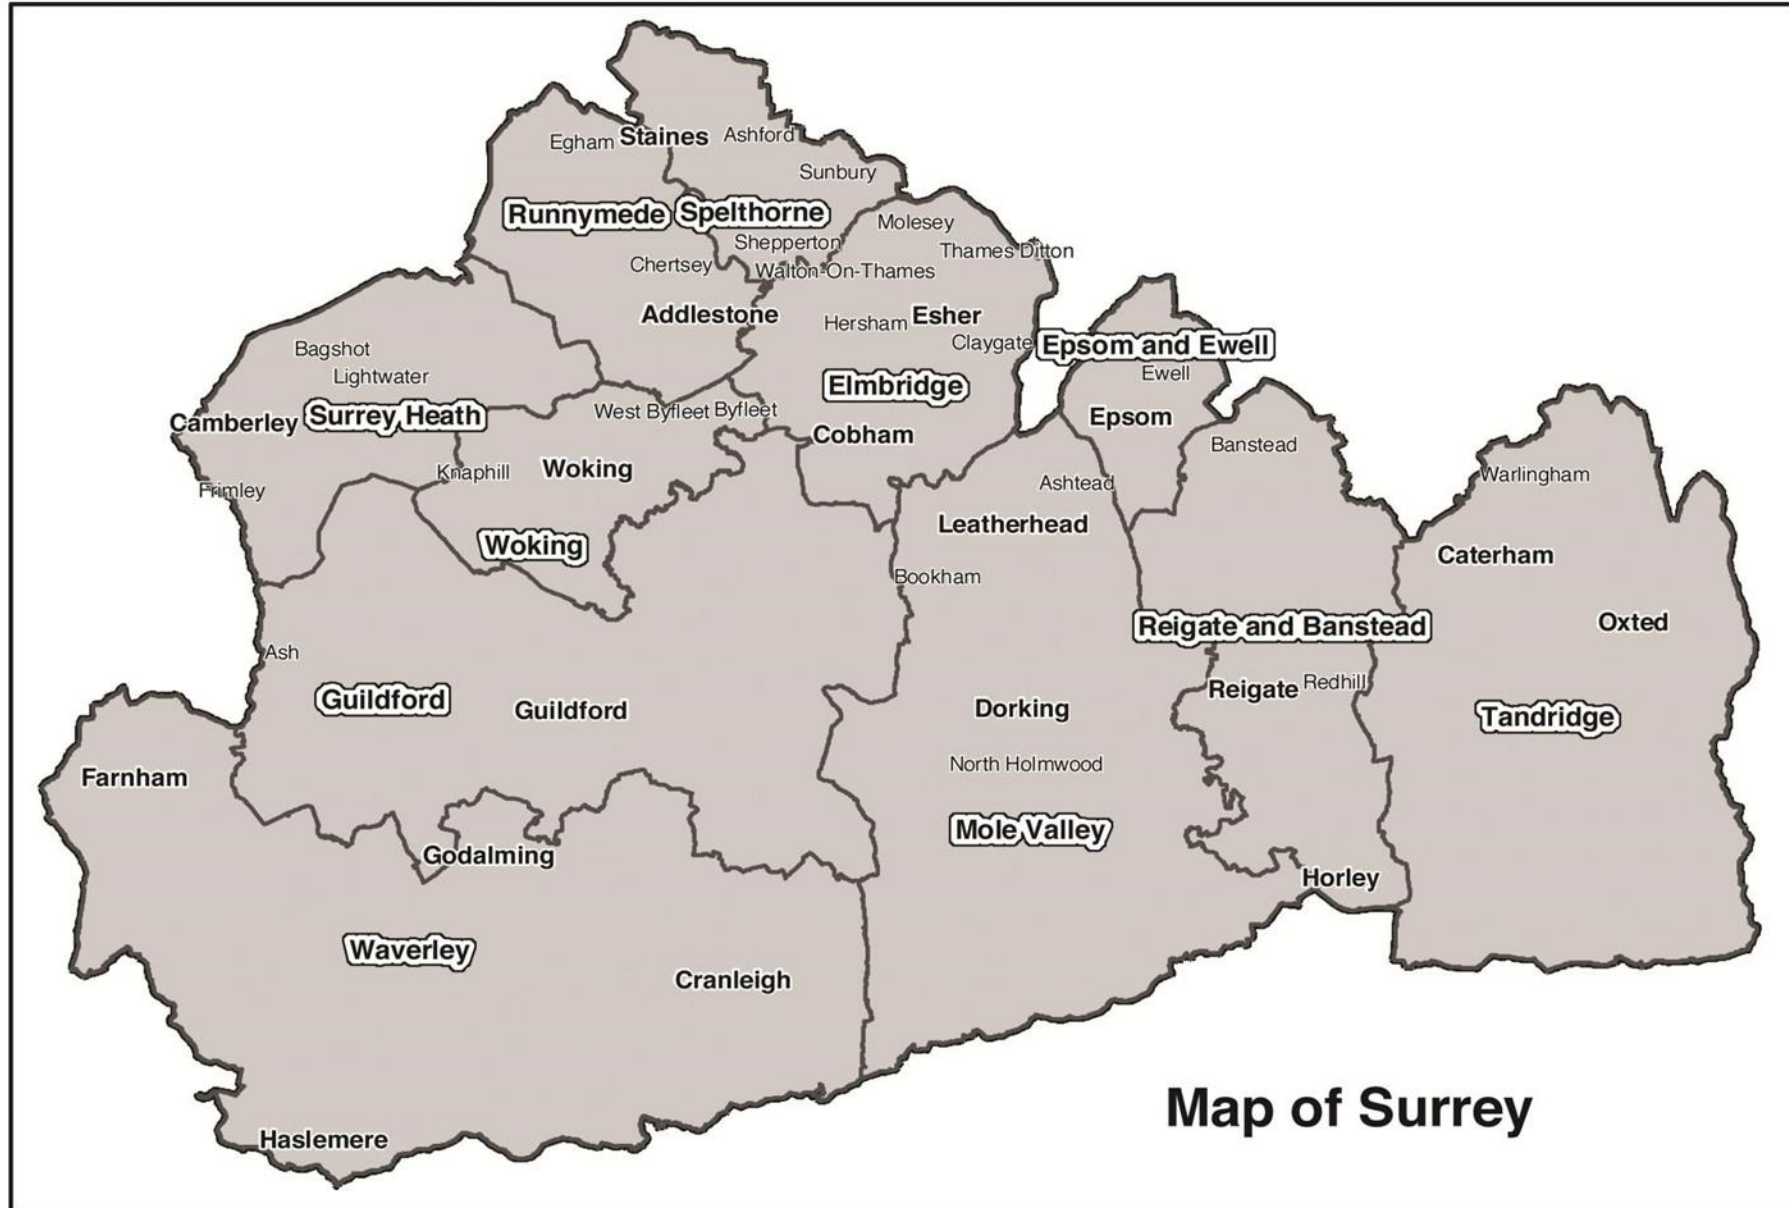 Egham
Staines
Ashford
Sunbury
Runnymede
Spelthorne
Molesey
Shepperton
Thames Ditton
Chertsey
Walton-On-Thames
Addlestone
Hersham
Esher
Claygate
Epsom and Ewell
Bagshot
Ewell
Lightwater
Elmbridge
Camberley
Surrey Heath
West Byfleet
Byfleet
Epsom
Cobham
Banstead
Knaphill
Woking
Warlingham
Ashtead
Frimley
Leatherhead
Woking
Caterham
Bookham
Oxted
Reigate and Banstead
Ash
Redhill
Reigate
Guildford
Guildford
Dorking
Tandridge
North Holmwood
Farnham
Mole Valley
Godalming
Horley
Waverley
Cranleigh
Map of Surrey
Haslemere